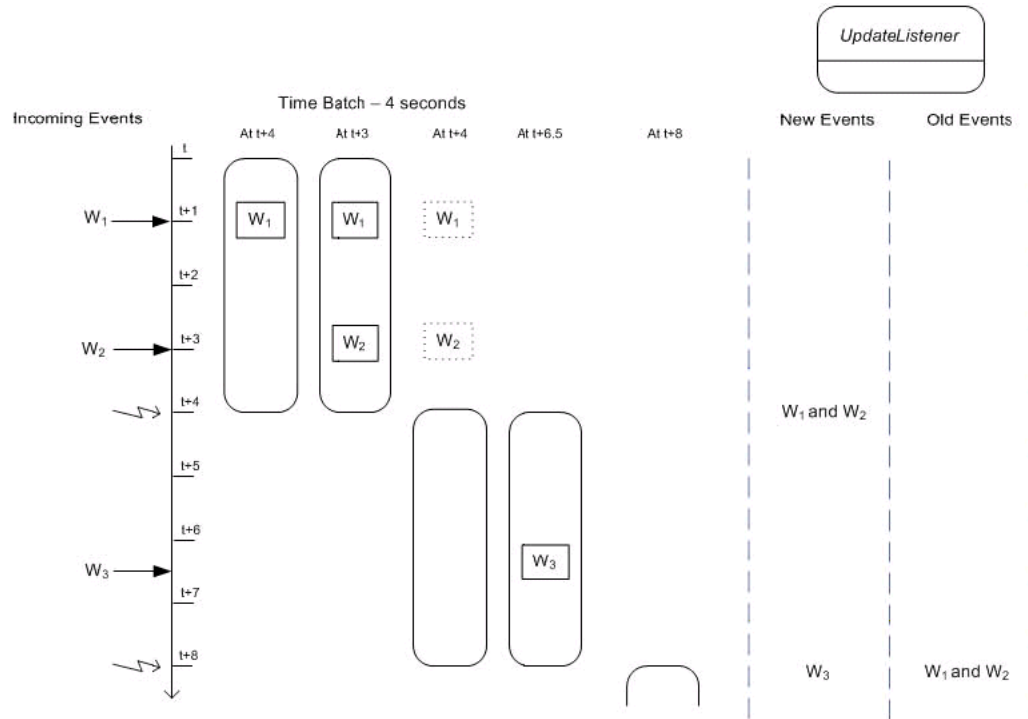 UpdateListener
Time Batch – 4 seconds
Incoming Events
New Events
Old Events
At t+4
At t+3
At t+4
At t+6.5
At t+8
t
W₁
t+1
W₁
W₁
W₁
t+2
W₂
t+3
W₂
W₂
t+4
W₁ and W₂
t+5
t+6
W₃
W₃
t+7
t+8
W₃
W₁ and W₂